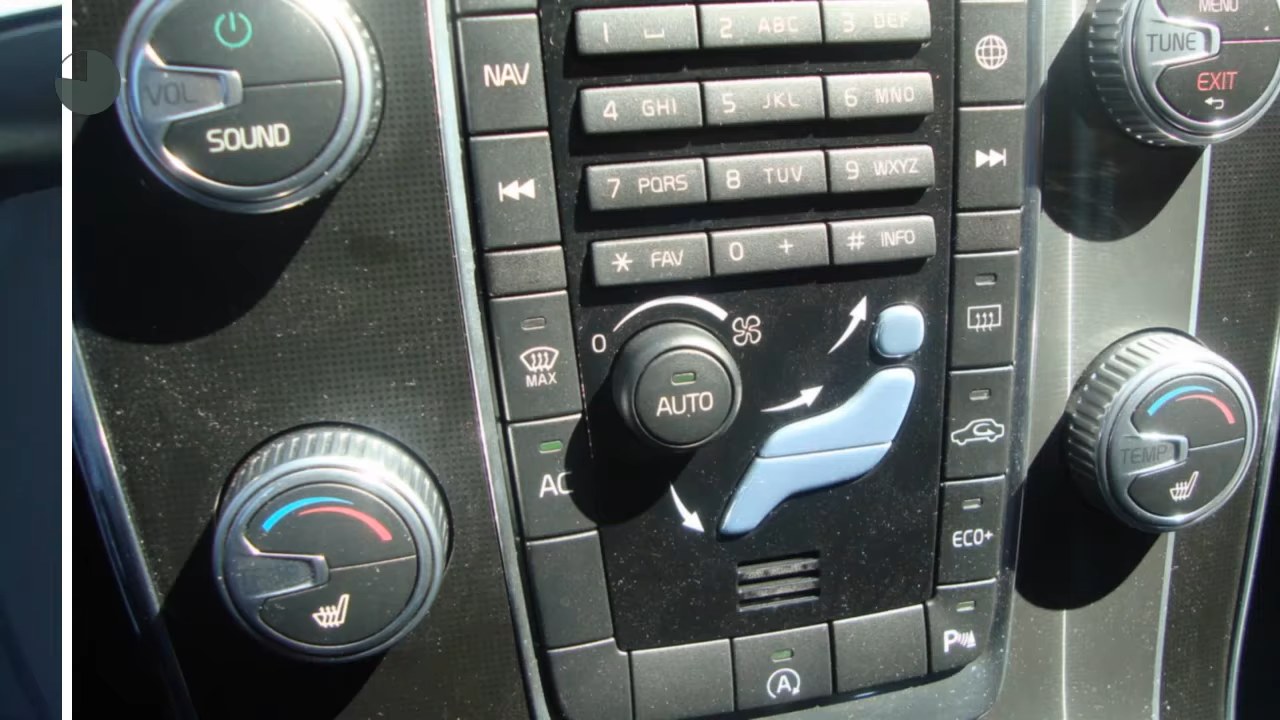 VOL
SOUND
NAV
1
2 ABC
3 DEF
4 GHI
5 JKL
6 MNO
7 PQRS
8 TUV
9 WXYZ
* FAV
0 +
# INFO
MENU
TUNE
EXIT
MAX
0
AUTO
AC
TEMP
ECO+
P
A